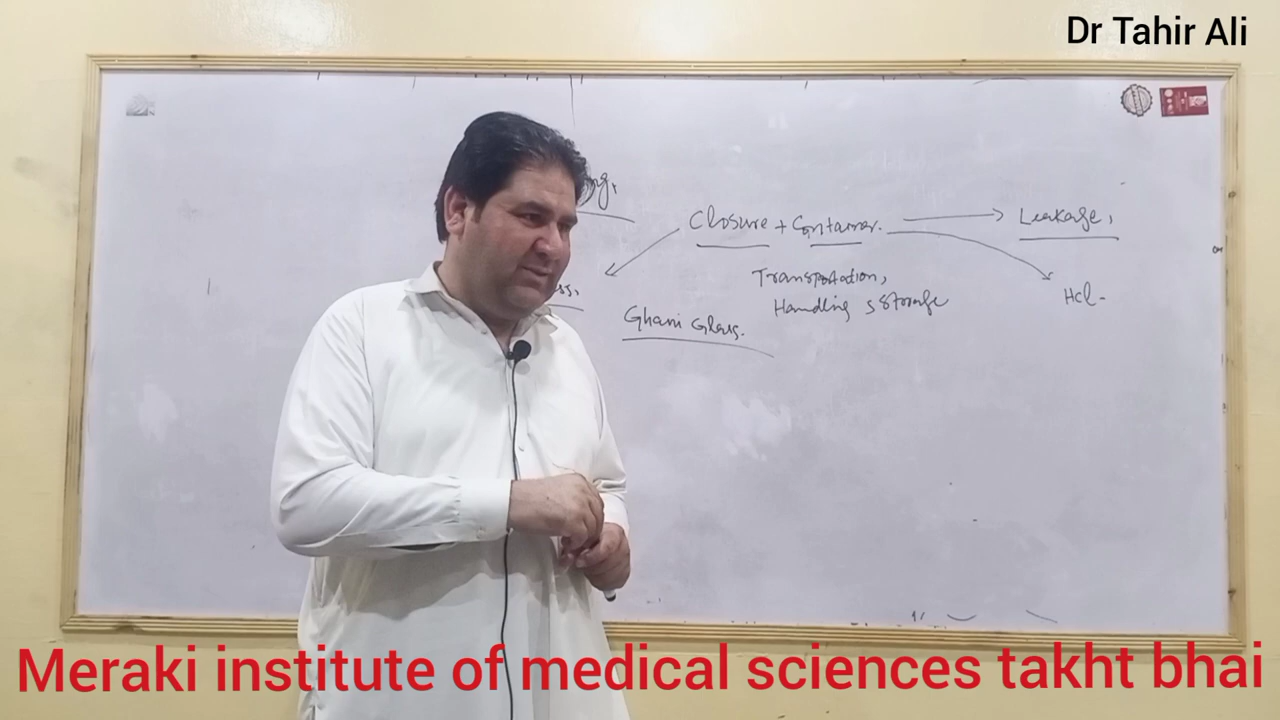 Dr Tahir Ali
Closure + Container.
Leakage,
Transportation,
Handling & Storage
Hcl-
Ghani Glass.
Meraki institute of medical sciences takht bhai